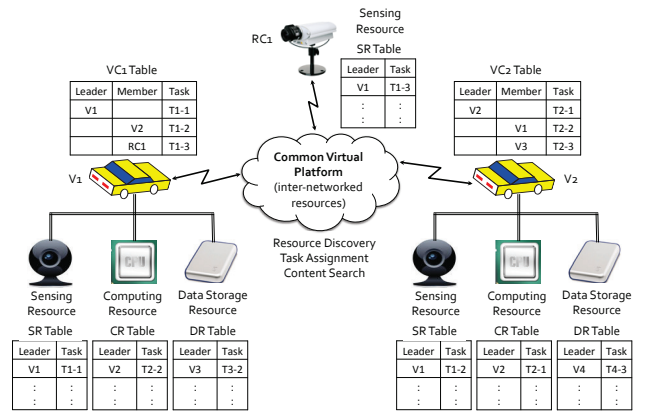 RC1
Sensing
Resource
SR Table
Leader Task
V1 T1-3
: :
: :
VC1 Table
Leader Member Task
V1 T1-1
V2 T1-2
RC1 T1-3
V1
VC2 Table
Leader Member Task
V2 T2-1
V1 T2-2
V3 T2-3
V2
Common Virtual
Platform
(inter-networked
resources)
Resource Discovery
Task Assignment
Content Search
Sensing
Resource
SR Table
Leader Task
V1 T1-1
: :
: :
CPU
Computing
Resource
CR Table
Leader Task
V2 T2-2
: :
: :
Data Storage
Resource
DR Table
Leader Task
V3 T3-2
: :
: :
Sensing
Resource
SR Table
Leader Task
V1 T1-2
: :
: :
CPU
Computing
Resource
CR Table
Leader Task
V2 T2-1
: :
: :
Data Storage
Resource
DR Table
Leader Task
V4 T4-3
: :
: :